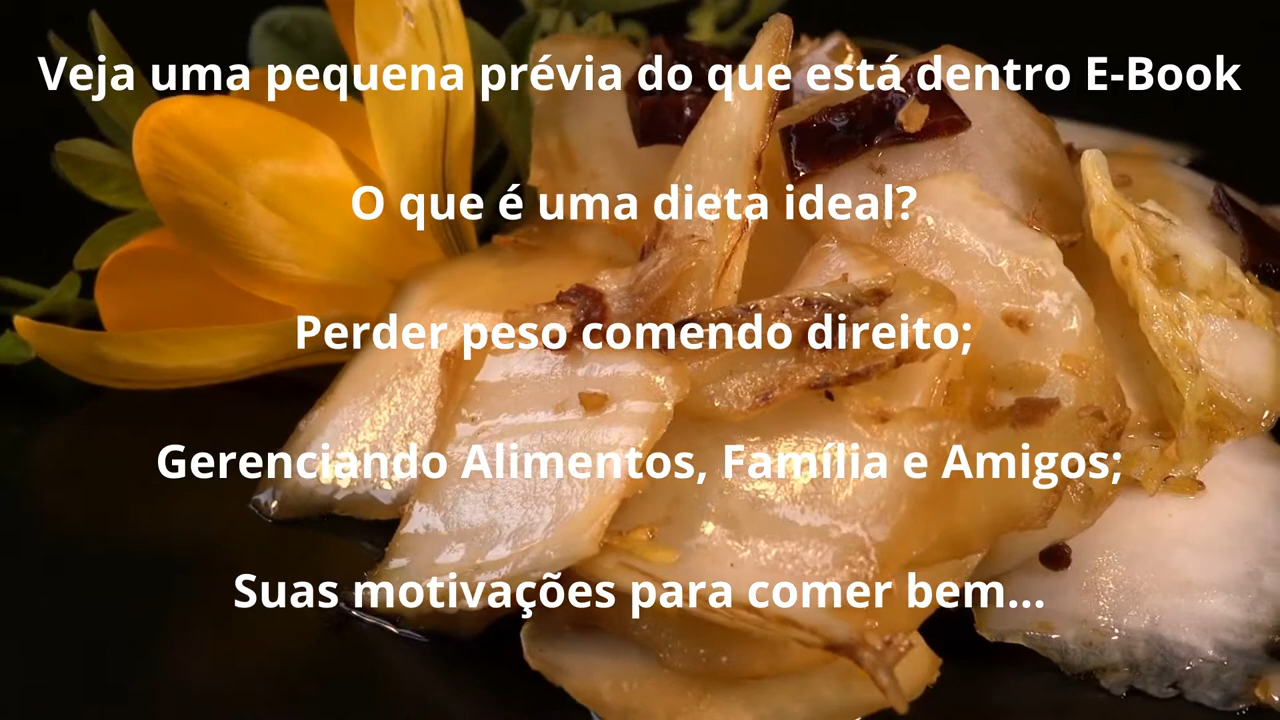 Veja uma pequena prévia do que está dentro E-Book
O que é uma dieta ideal?
Perder peso comendo direito;
Gerenciando Alimentos, Família e Amigos;
Suas motivações para comer bem...